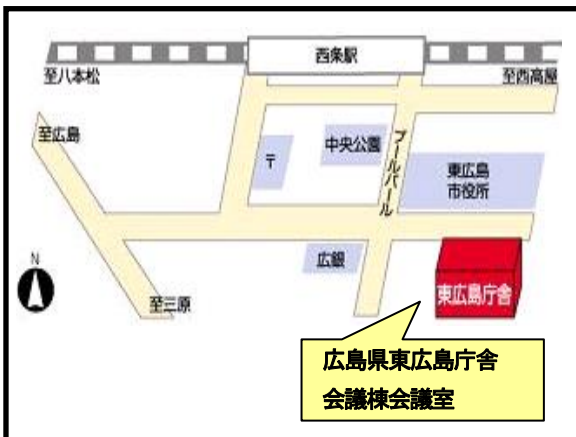 西条駅
至八本松
至西高屋
至広島
〒
中央公園
ブールバール
東広島
市役所
広銀
N
東広島庁舎
至三原
広島県東広島庁舎
会議棟会議室